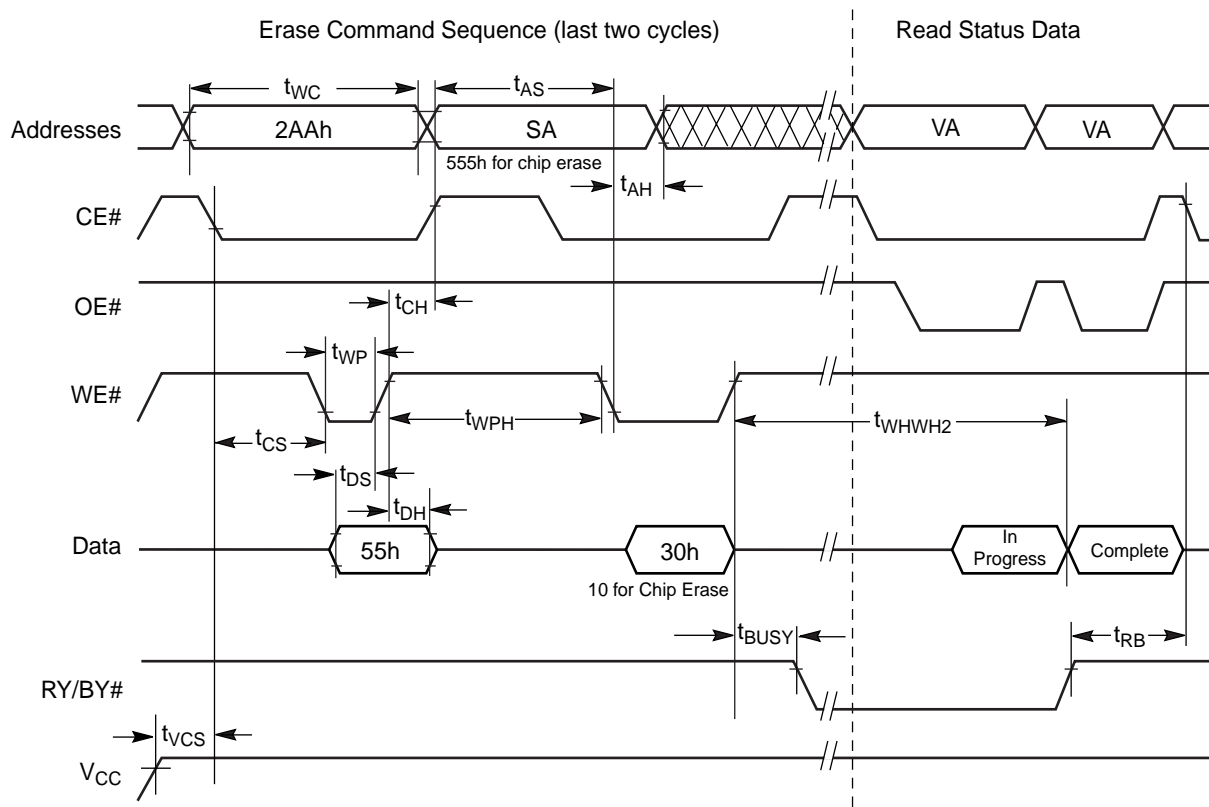 Erase Command Sequence (last two cycles)
Read Status Data
tWC
tAS
Addresses
2AAh
SA
VA
VA
555h for chip erase
tAH
CE#
tCH
OE#
tWP
WE#
tWPH
tWHWH2
tCS
tDS
tDH
Data
55h
30h
In
Progress
Complete
10 for Chip Erase
tBUSY
tRB
RY/BY#
tVCS
VCC